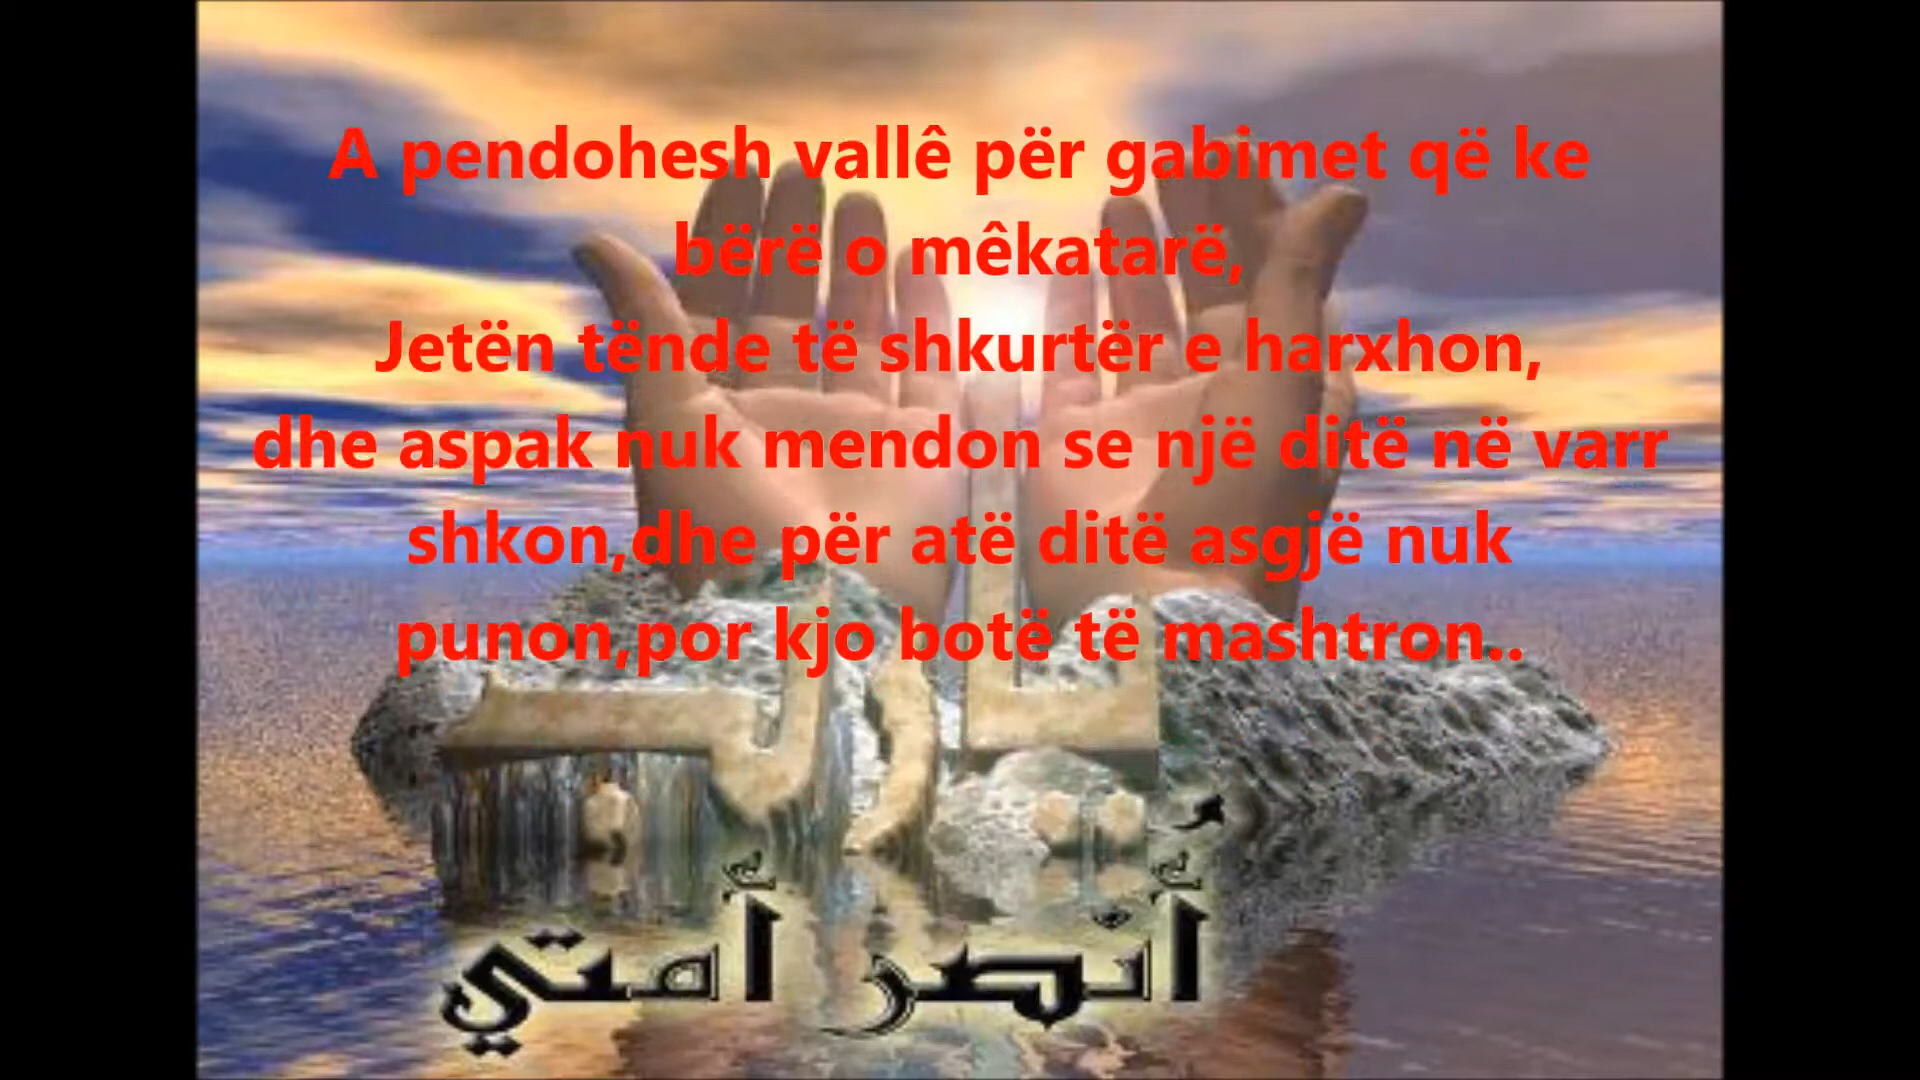 A pendohesh vallê për gabimet që ke
bërë o mêkatarë,
Jetën tënde të shkurtër e harxhon,
dhe aspak nuk mendon se një ditë në varr
shkon,dhe për atë ditë asgjë nuk
punon,por kjo botë të mashtron..
يارب
أنصر أمتي